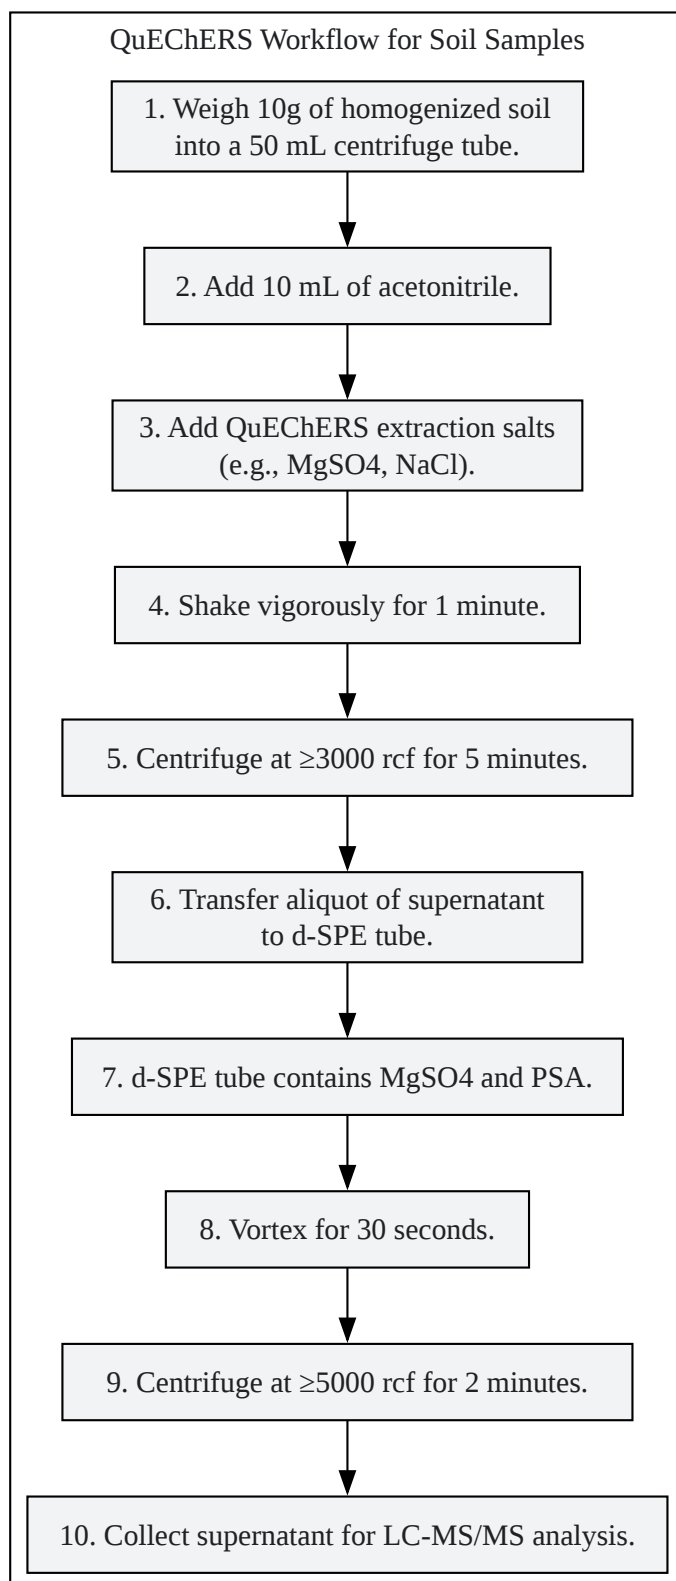 QuEChERS Workflow for Soil Samples
1. Weigh 10g of homogenized soil
into a 50 mL centrifuge tube.
2. Add 10 mL of acetonitrile.
3. Add QuEChERS extraction salts
(e.g., MgSO4, NaCl).
4. Shake vigorously for 1 minute.
5. Centrifuge at ≥3000 rcf for 5 minutes.
6. Transfer aliquot of supernatant
to d-SPE tube.
7. d-SPE tube contains MgSO4 and PSA.
8. Vortex for 30 seconds.
9. Centrifuge at ≥5000 rcf for 2 minutes.
10. Collect supernatant for LC-MS/MS analysis.